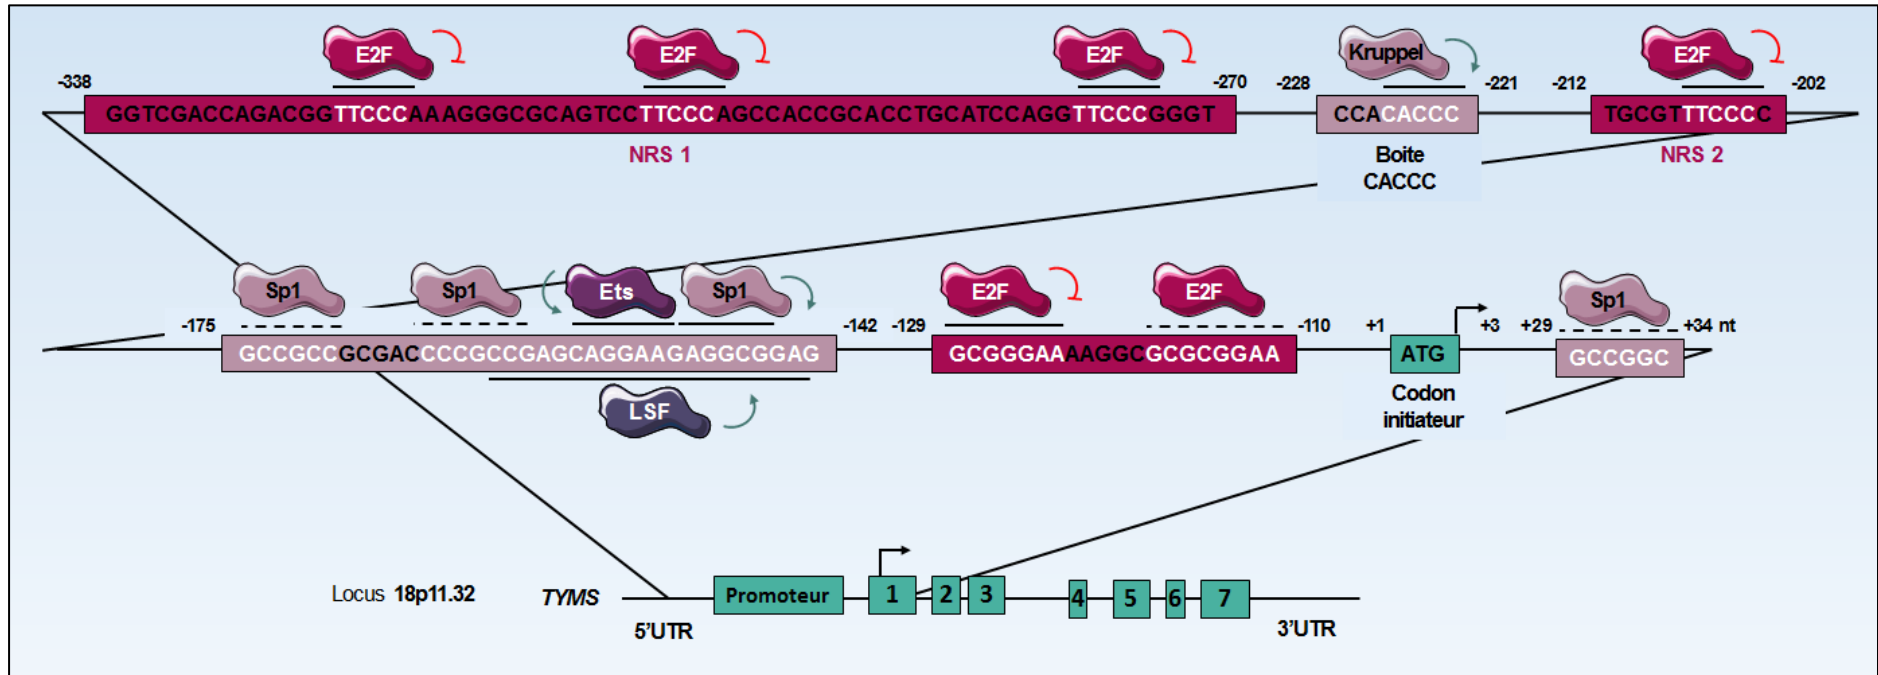 E2F E2F E2F Kruppel E2F
-338 -270 -228 -221 -212 -202
GGTCGACCAGACGGTTCCCAAAGGGCGCAGTCCTTCCCAGCCACCGCACCTGCATCCAGGTTCCCGGGT CCACACCC TGCGTTTCCCC
NRS 1 Boite NRS 2
CACCC
Sp1 Sp1 Ets Sp1 E2F E2F Sp1
-175 -142 -129 -110 +1 +3 +29 +34 nt
GCCGCCGCGACCCCGCCGAGCAGGAAGAGGCGGAG GCGGGAAAAGGCGCGCGGAA ATG GCCGGC
LSF Codon
initiateur
Locus 18p11.32 TYMS Promoteur 1 2 3 4 5 6 7
5'UTR 3'UTR